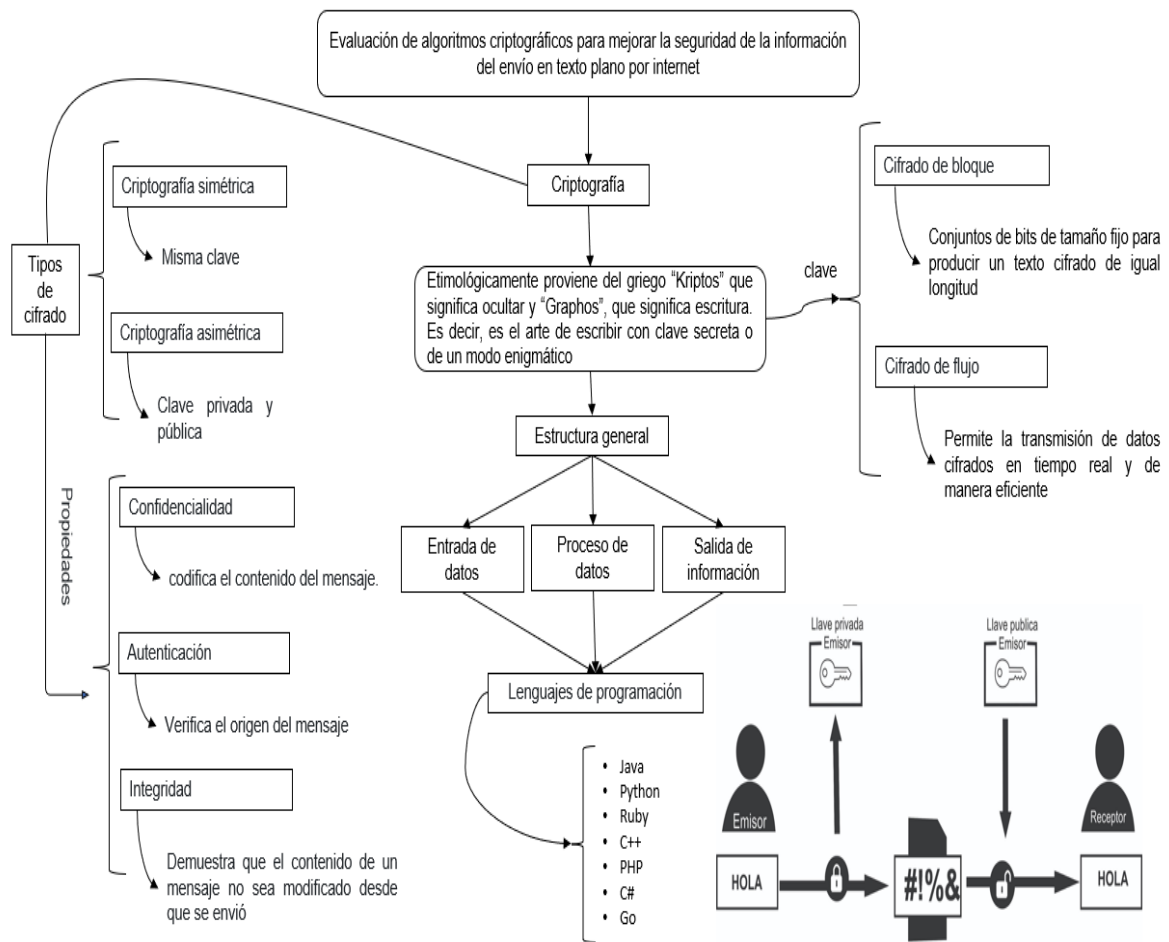 Evaluación de algoritmos criptográficos para mejorar la seguridad de la información
del envío en texto plano por internet
Criptografía
Tipos
de
cifrado
Criptografía simétrica
Misma clave
Criptografía asimétrica
Clave privada y
pública
Propiedades
Confidencialidad
codifica el contenido del mensaje.
Autenticación
Verifica el origen del mensaje
Integridad
Demuestra que el contenido de un
mensaje no sea modificado desde
que se envió
Etimológicamente proviene del griego “Kriptos” que
significa ocultar y “Graphos”, que significa escritura.
Es decir, es el arte de escribir con clave secreta o
de un modo enigmático
clave
Cifrado de bloque
Conjuntos de bits de tamaño fijo para
producir un texto cifrado de igual
longitud
Cifrado de flujo
Permite la transmisión de datos
cifrados en tiempo real y de
manera eficiente
Estructura general
Entrada de
datos
Proceso de
datos
Salida de
información
Lenguajes de programación
• Java
• Python
• Ruby
• C++
• PHP
• C#
• Go
Llave privada
Emisor
Llave publica
Emisor
Emisor
Receptor
HOLA
#!%&
HOLA